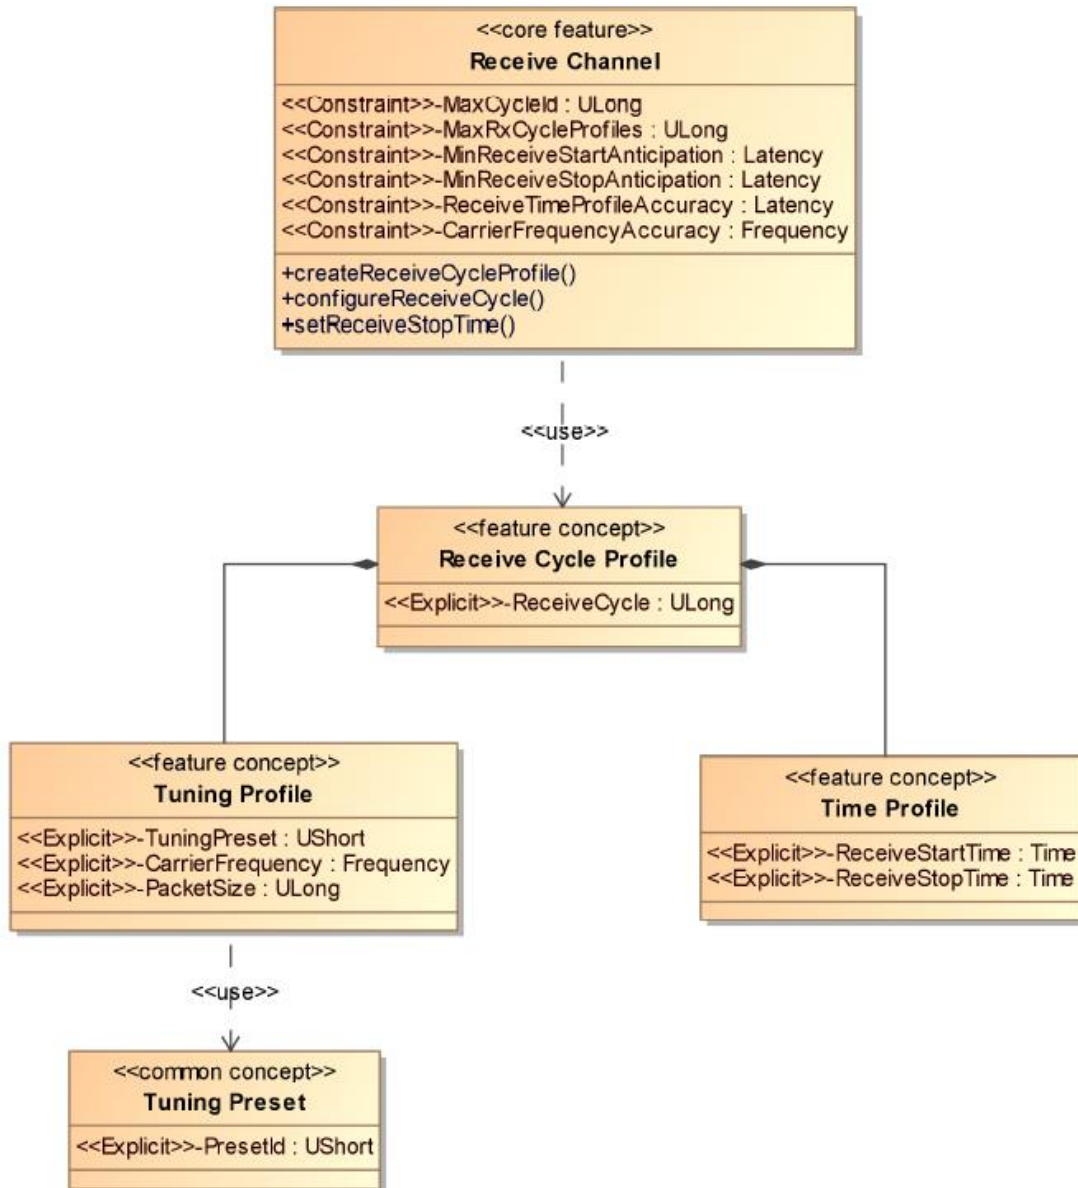 <<core feature>>
Receive Channel
<<Constraint>>-MaxCycleId : ULong
<<Constraint>>-MaxRxCycleProfiles : ULong
<<Constraint>>-MinReceiveStartAnticipation : Latency
<<Constraint>>-MinReceiveStopAnticipation : Latency
<<Constraint>>-ReceiveTimeProfileAccuracy : Latency
<<Constraint>>-CarrierFrequencyAccuracy : Frequency
+createReceiveCycleProfile()
+configureReceiveCycle()
+setReceiveStopTime()
<<use>>
<<feature concept>>
Receive Cycle Profile
<<Explicit>>-ReceiveCycle : ULong
<<feature concept>>
Tuning Profile
<<Explicit>>-TuningPreset : UShort
<<Explicit>>-CarrierFrequency : Frequency
<<Explicit>>-PacketSize : ULong
<<feature concept>>
Time Profile
<<Explicit>>-ReceiveStartTime : Time
<<Explicit>>-ReceiveStopTime : Time
<<use>>
<<common concept>>
Tuning Preset
<<Explicit>>-PresetId : UShort